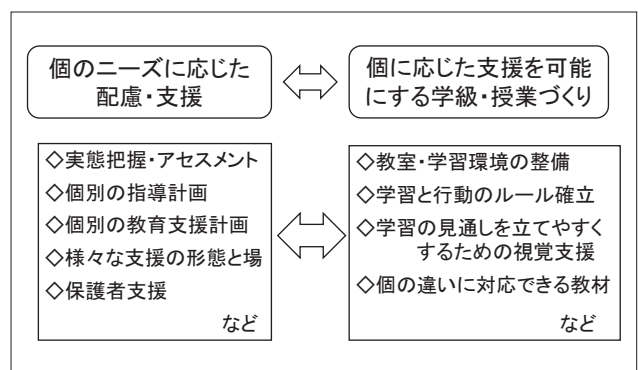 個のニーズに応じた
配慮・支援
個に応じた支援を可能
にする学級・授業づくり
◇実態把握・アセスメント
◇個別の指導計画
◇個別の教育支援計画
◇様々な支援の形態と場
◇保護者支援
など
◇教室・学習環境の整備
◇学習と行動のルール確立
◇学習の見通しを立てやすく
するための視覚支援
◇個の違いに対応できる教材
など